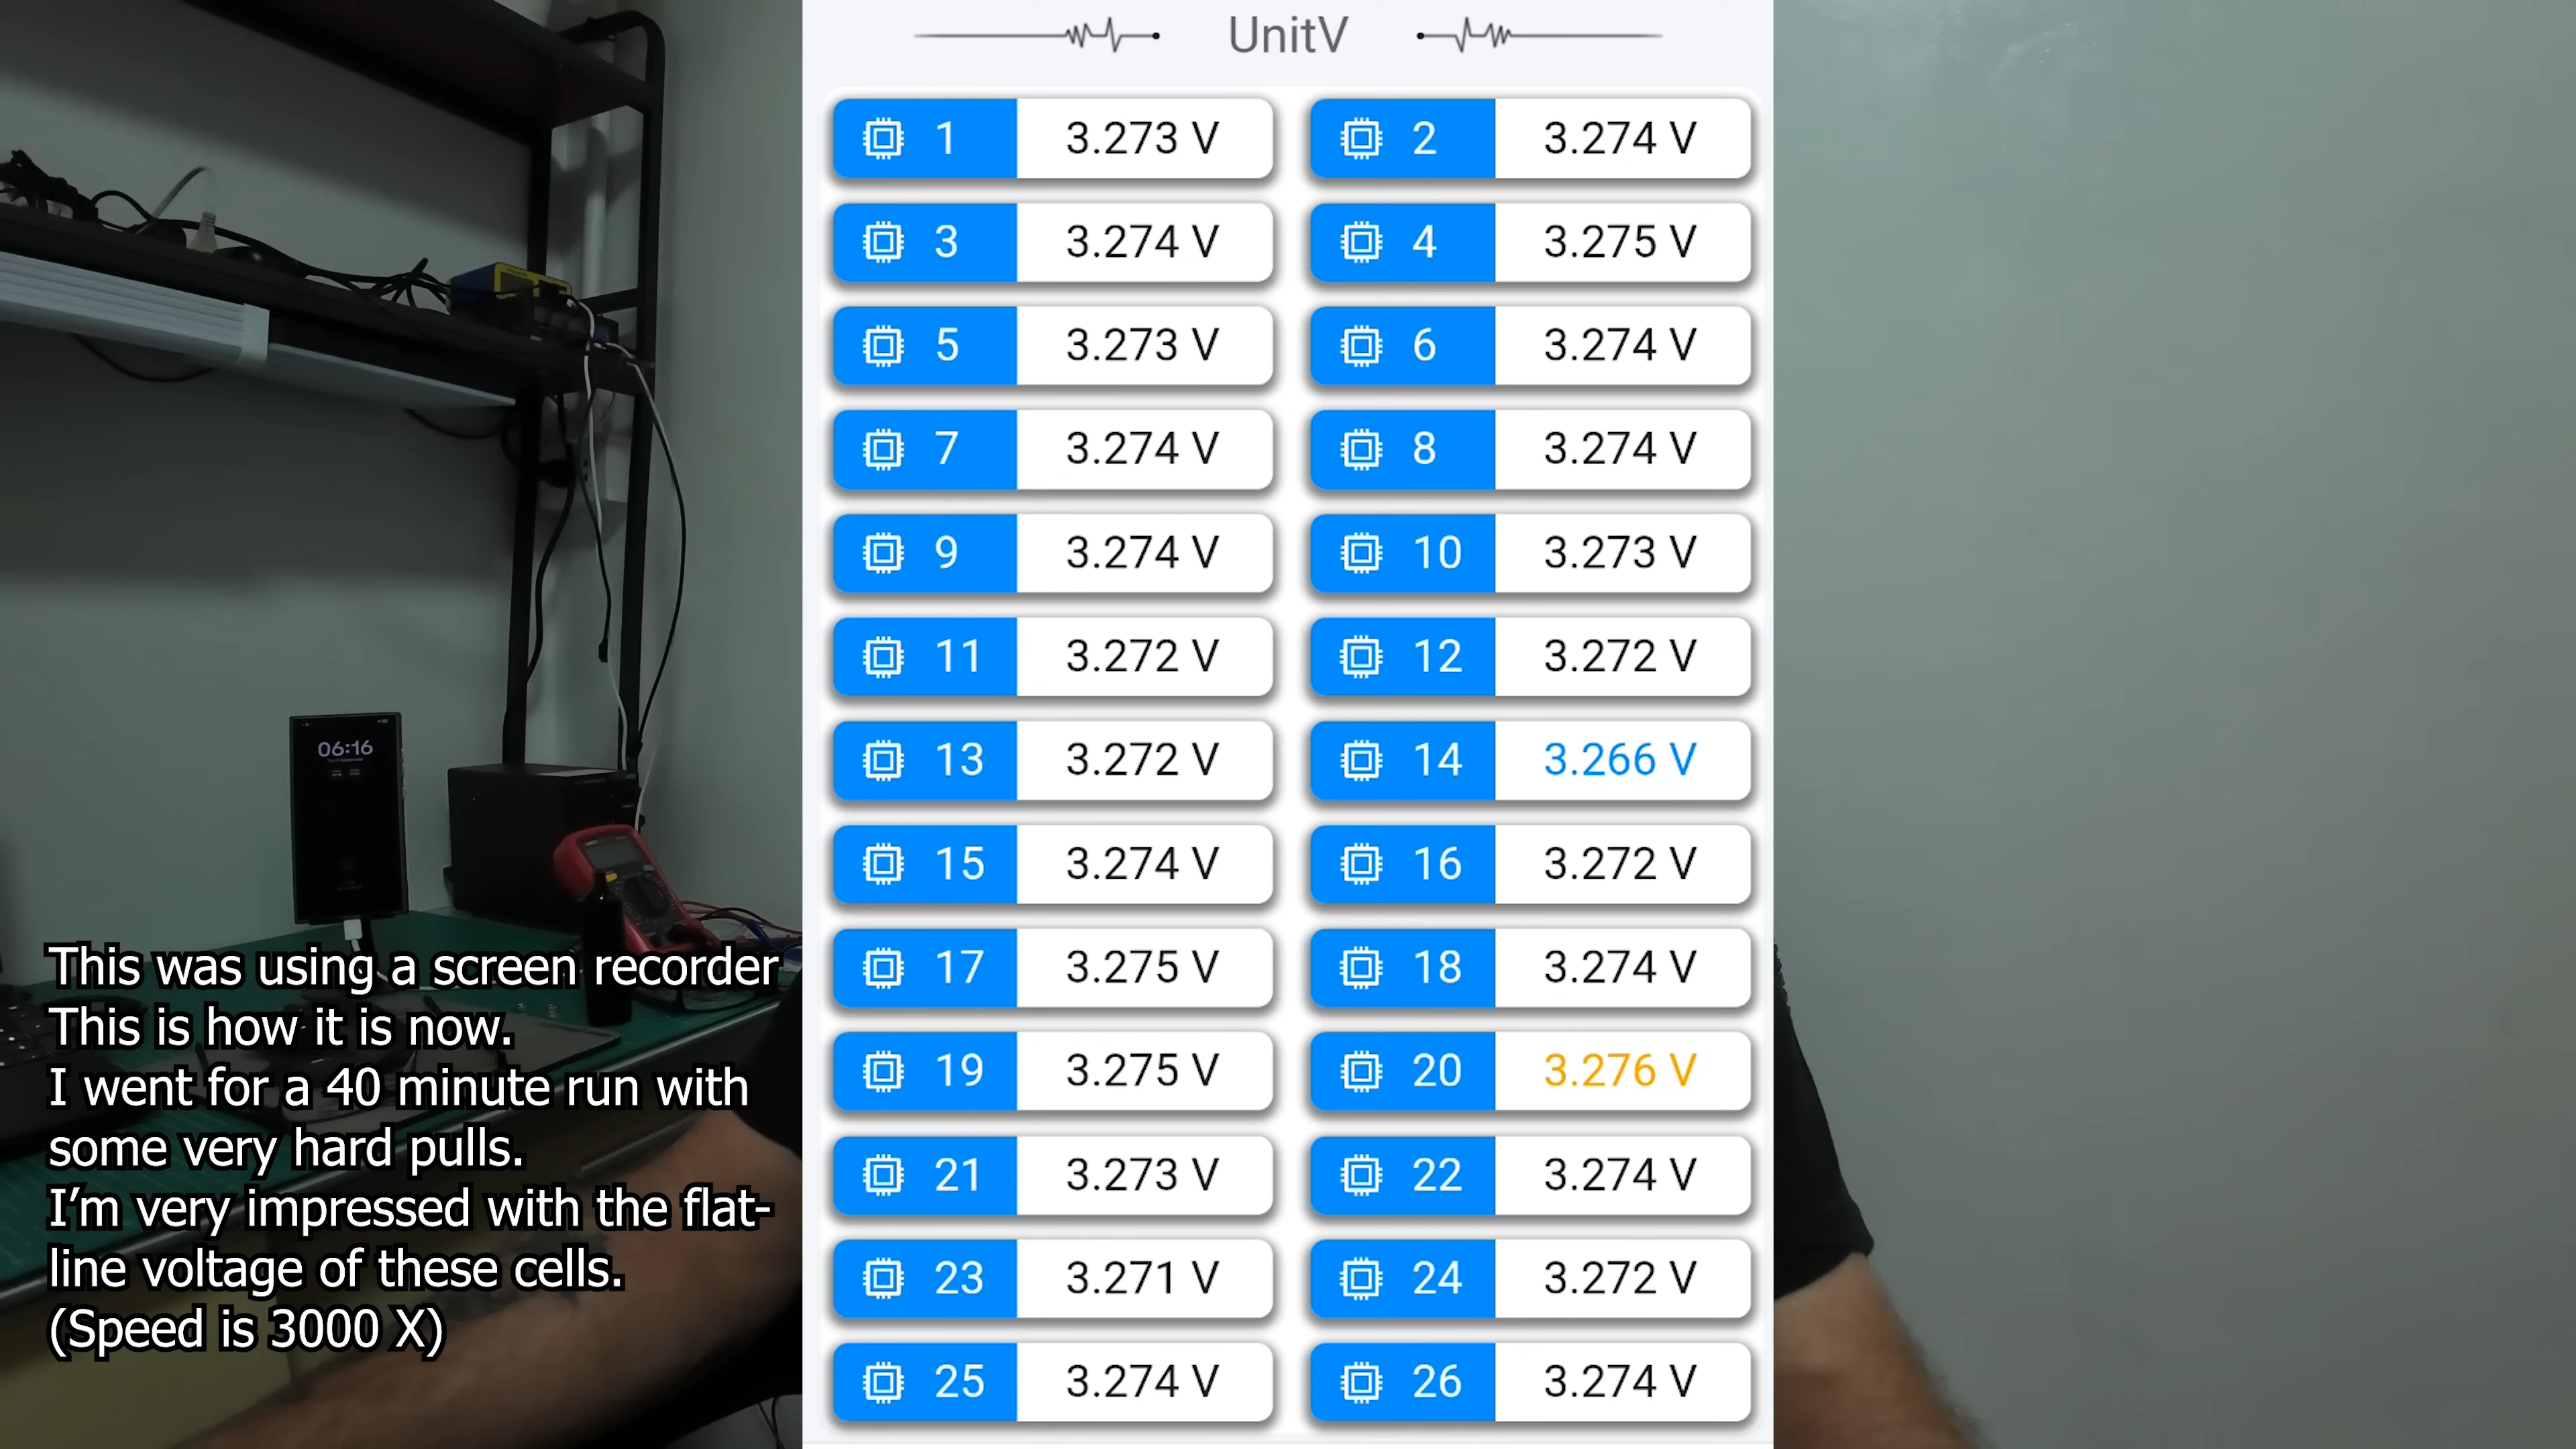 UnitV
1 3.273 V
2 3.274 V
3 3.274 V
4 3.275 V
5 3.273 V
6 3.274 V
7 3.274 V
8 3.274 V
9 3.274 V
10 3.273 V
11 3.272 V
12 3.272 V
13 3.272 V
14 3.266 V
15 3.274 V
16 3.272 V
17 3.275 V
18 3.274 V
19 3.275 V
20 3.276 V
21 3.273 V
22 3.274 V
23 3.271 V
24 3.272 V
25 3.274 V
26 3.274 V
06:16
This was using a screen recorder
This is how it is now.
I went for a 40 minute run with
some very hard pulls.
I’m very impressed with the flat-
line voltage of these cells.
(Speed is 3000 X)